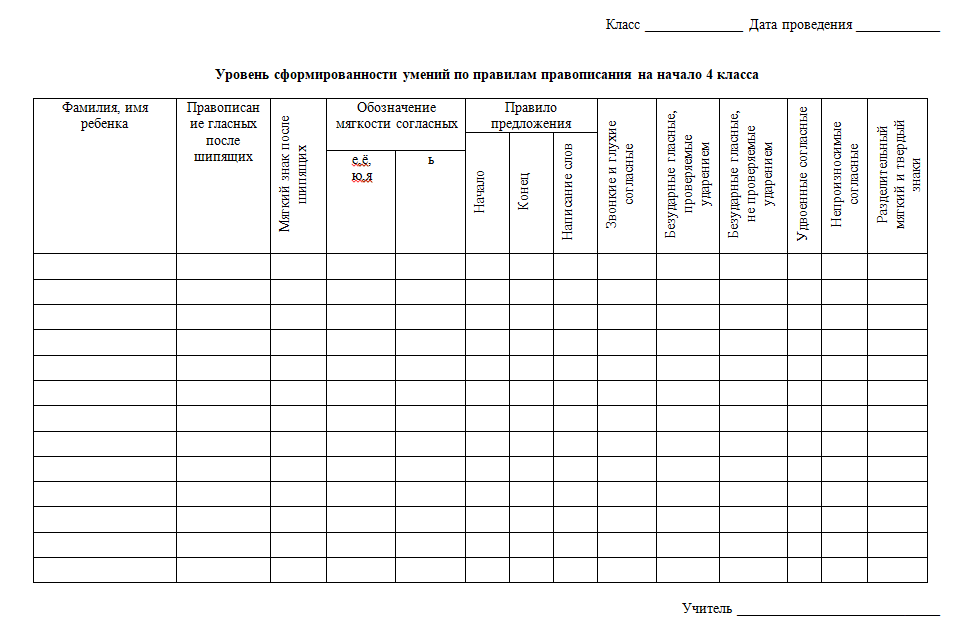 Класс ______________ Дата проведения ____________
Уровень сформированности умений по правилам правописания на начало 4 класса
Фамилия, имя
ребенка
Правописан
ие гласных
после
шипящих
Мягкий знак после
шипящих
Обозначение
мягкости согласных
е,ё,
ю,я
ь
Правило
предложения
Начало
Конец
Написание слов
Звонкие и глухие
согласные
Безударные гласные,
проверяемые
ударением
Безударные гласные,
не проверяемые
ударением
Удвоенные согласные
Непроизносимые
согласные
Разделительный
мягкий и твердый
знаки
Учитель _____________________________